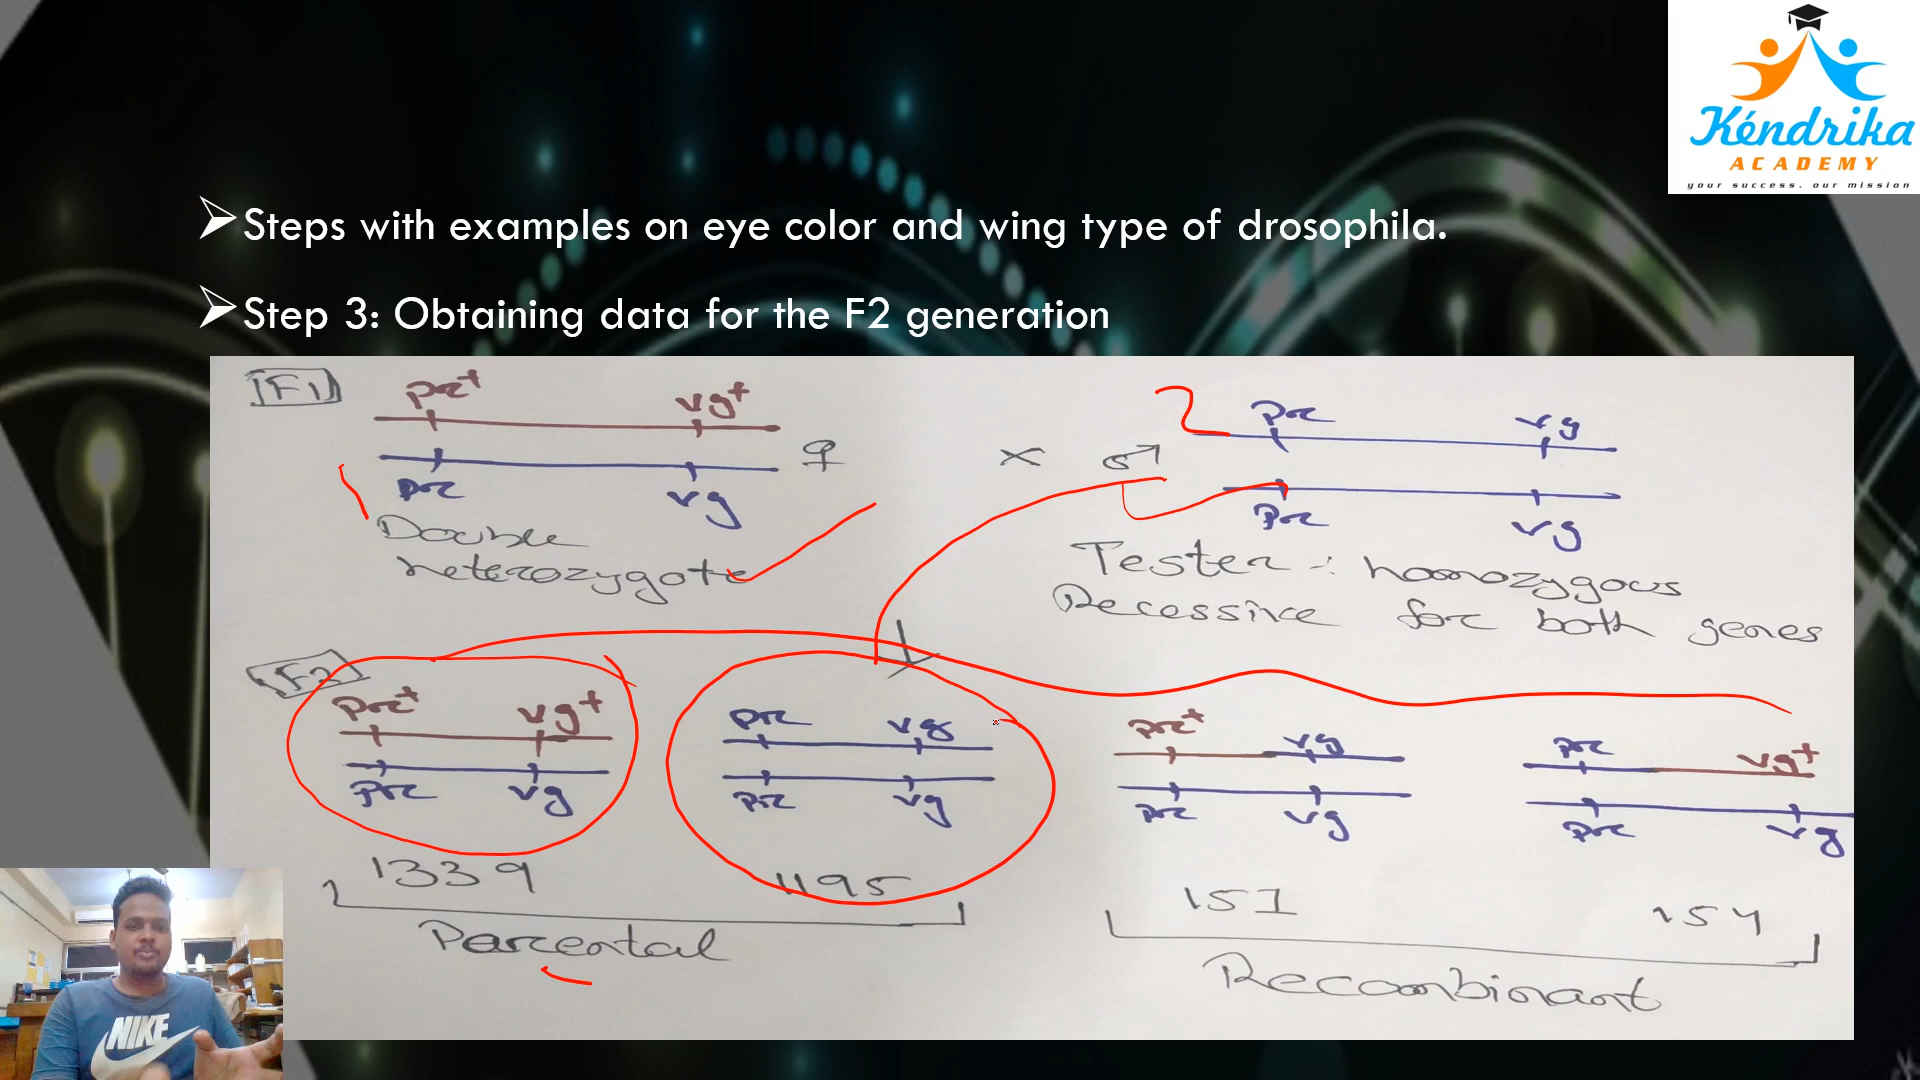 Kéndrika
ACADEMY
your success. our mission
Steps with examples on eye color and wing type of drosophila.
Step 3: Obtaining data for the F2 generation
F1
pr+ vg+
pr vg
♀ × ♂
pr vg
pr vg
Double
heterozygote
Tester: homozygous
Recessive for both genes
F2
pr+ vg+
pr vg
pr vg
pr vg
pr+ vg
pr vg
pr vg+
pr vg
1339 1195 151 154
Parental
Recombinant
NIKE